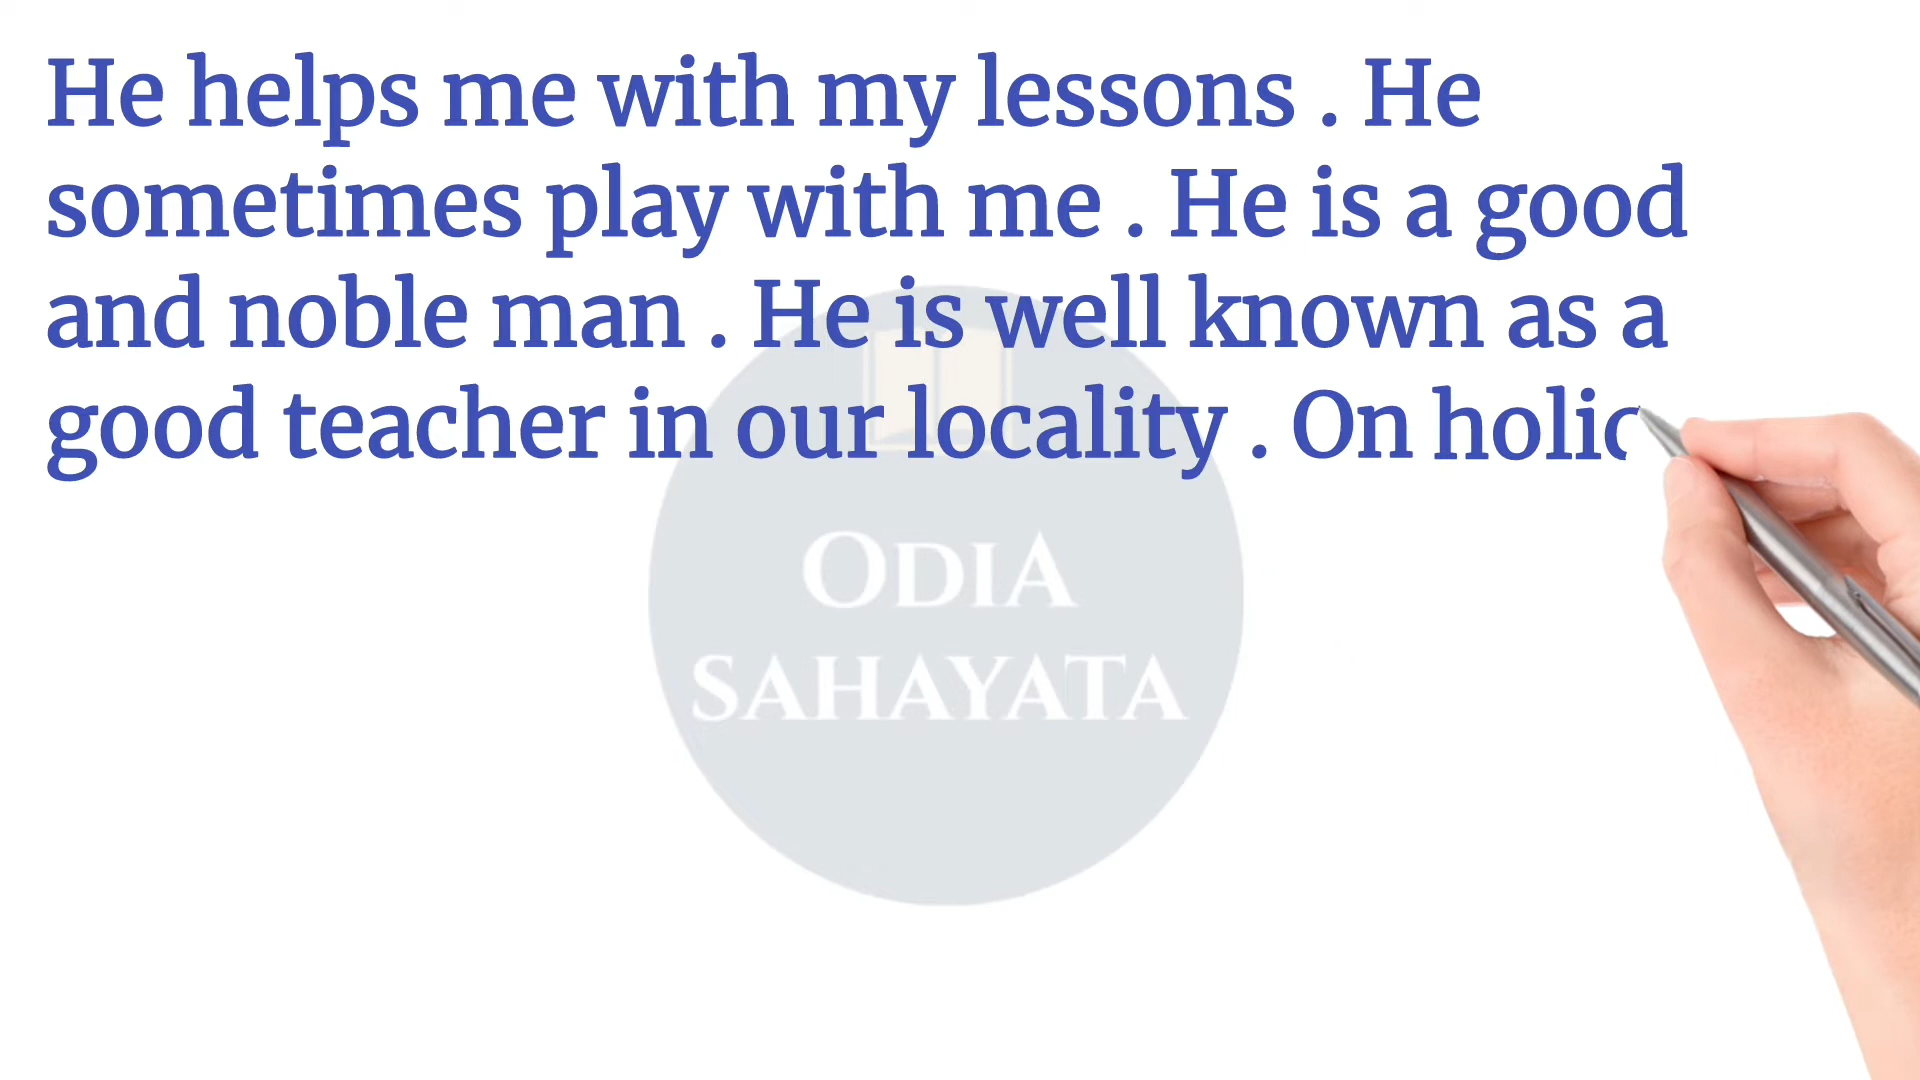 He helps me with my lessons . He
sometimes play with me . He is a good
and noble man . He is well known as a
good teacher in our locality . On
ODIA
SAHAYATA